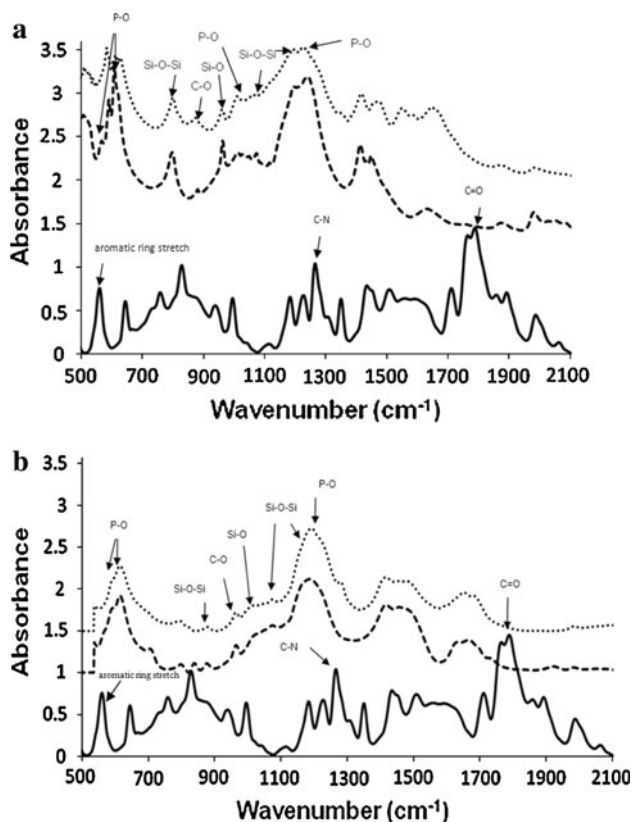 a
P-O
P-O
Si-O-Si
P-O
Si-O-Si
Si-O
C-O
3.5
3
2.5
2
1.5
1
0.5
0
Absorbance
C=O
C-N
aromatic ring stretch
500 700 900 1100 1300 1500 1700 1900 2100
Wavenumber (cm-1)
b
3.5
3
2.5
2
1.5
1
0.5
0
Absorbance
P-O
Si-O-Si
P-O
Si-O
C-O
Si-O-Si
C=O
C-N
aromatic ring stretch
500 700 900 1100 1300 1500 1700 1900 2100
Wavenumber (cm-1)